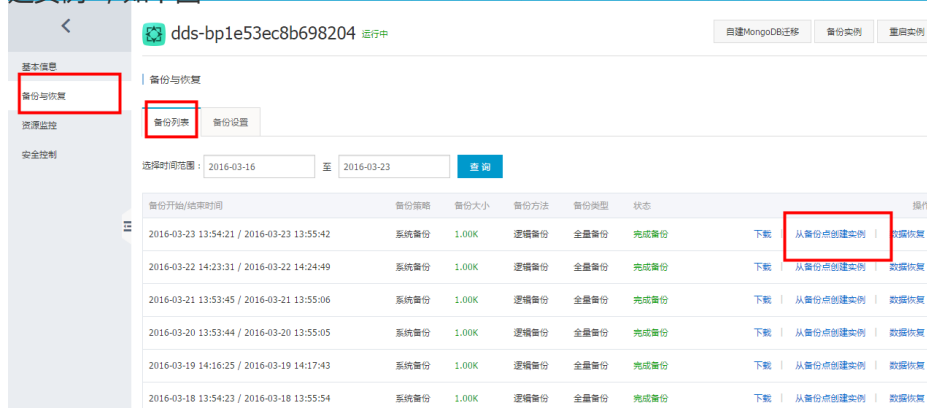 建实例，如下图
dds-bp1e53ec8b698204 运行中
自建MongoDB迁移 备份实例 重启实例
基本信息
备份与恢复
资源监控
安全控制
备份与恢复
备份列表 备份设置
选择时间范围： 2016-03-16 至 2016-03-23 查询
备份开始/结束时间 备份策略 备份大小 备份方法 备份类型 状态 操作
2016-03-23 13:54:21 / 2016-03-23 13:55:42 系统备份 1.00K 逻辑备份 全量备份 完成备份 下载 | 从备份点创建实例 | 数据恢复
2016-03-22 14:23:31 / 2016-03-22 14:24:49 系统备份 1.00K 逻辑备份 全量备份 完成备份 下载 | 从备份点创建实例 | 数据恢复
2016-03-21 13:53:45 / 2016-03-21 13:55:06 系统备份 1.00K 逻辑备份 全量备份 完成备份 下载 | 从备份点创建实例 | 数据恢复
2016-03-20 13:53:44 / 2016-03-20 13:55:05 系统备份 1.00K 逻辑备份 全量备份 完成备份 下载 | 从备份点创建实例 | 数据恢复
2016-03-19 14:16:25 / 2016-03-19 14:17:43 系统备份 1.00K 逻辑备份 全量备份 完成备份 下载 | 从备份点创建实例 | 数据恢复
2016-03-18 13:54:23 / 2016-03-18 13:55:54 系统备份 1.00K 逻辑备份 全量备份 完成备份 下载 | 从备份点创建实例 | 数据恢复